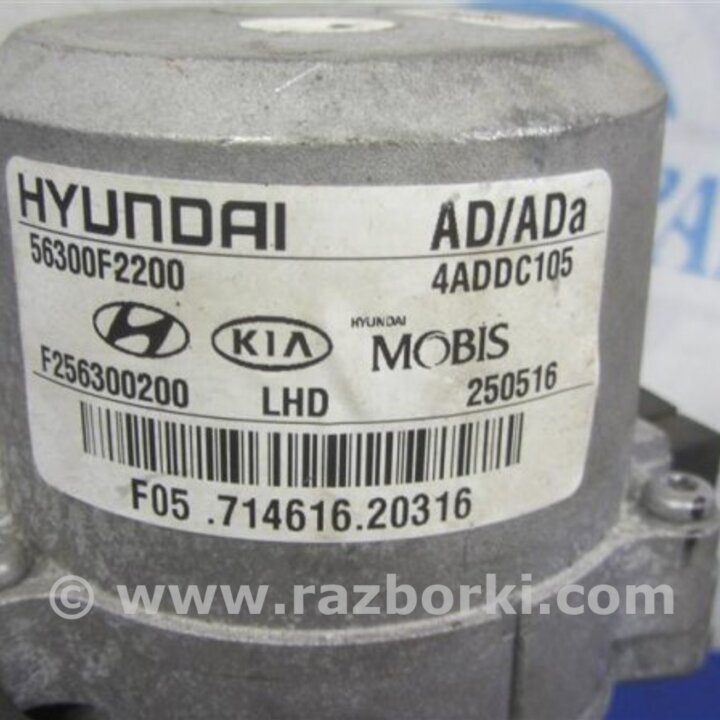 HYUNDAI AD/ADa
56300F2200 4ADDC105
KIA HYUNDAI MOBIS
F256300200 LHD 250516
F05 .714616.20316
© www.razborki.com